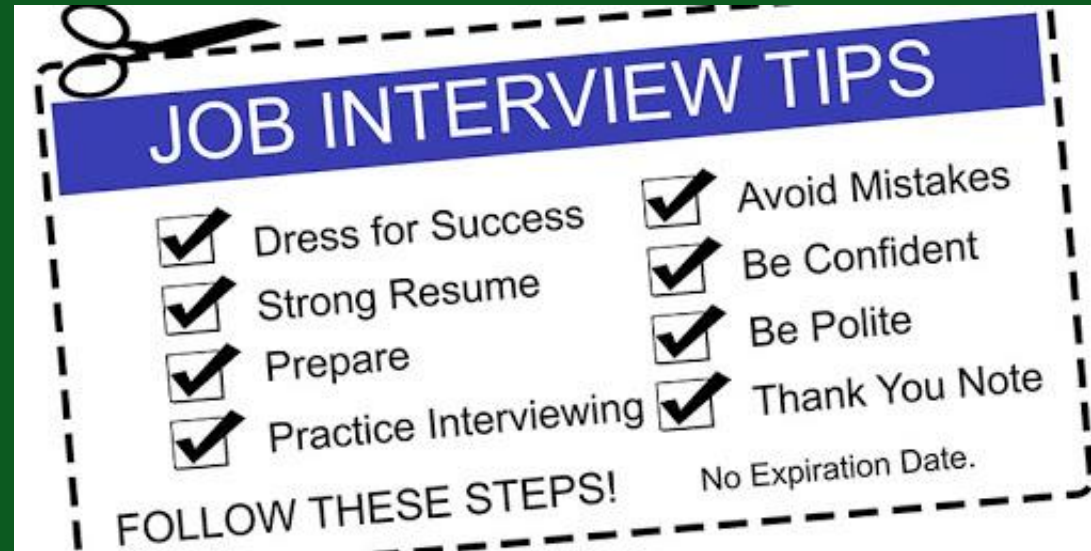 JOB INTERVIEW TIPS
Dress for Success
Strong Resume
Prepare
Practice Interviewing
Avoid Mistakes
Be Confident
Be Polite
Thank You Note
FOLLOW THESE STEPS!
No Expiration Date.